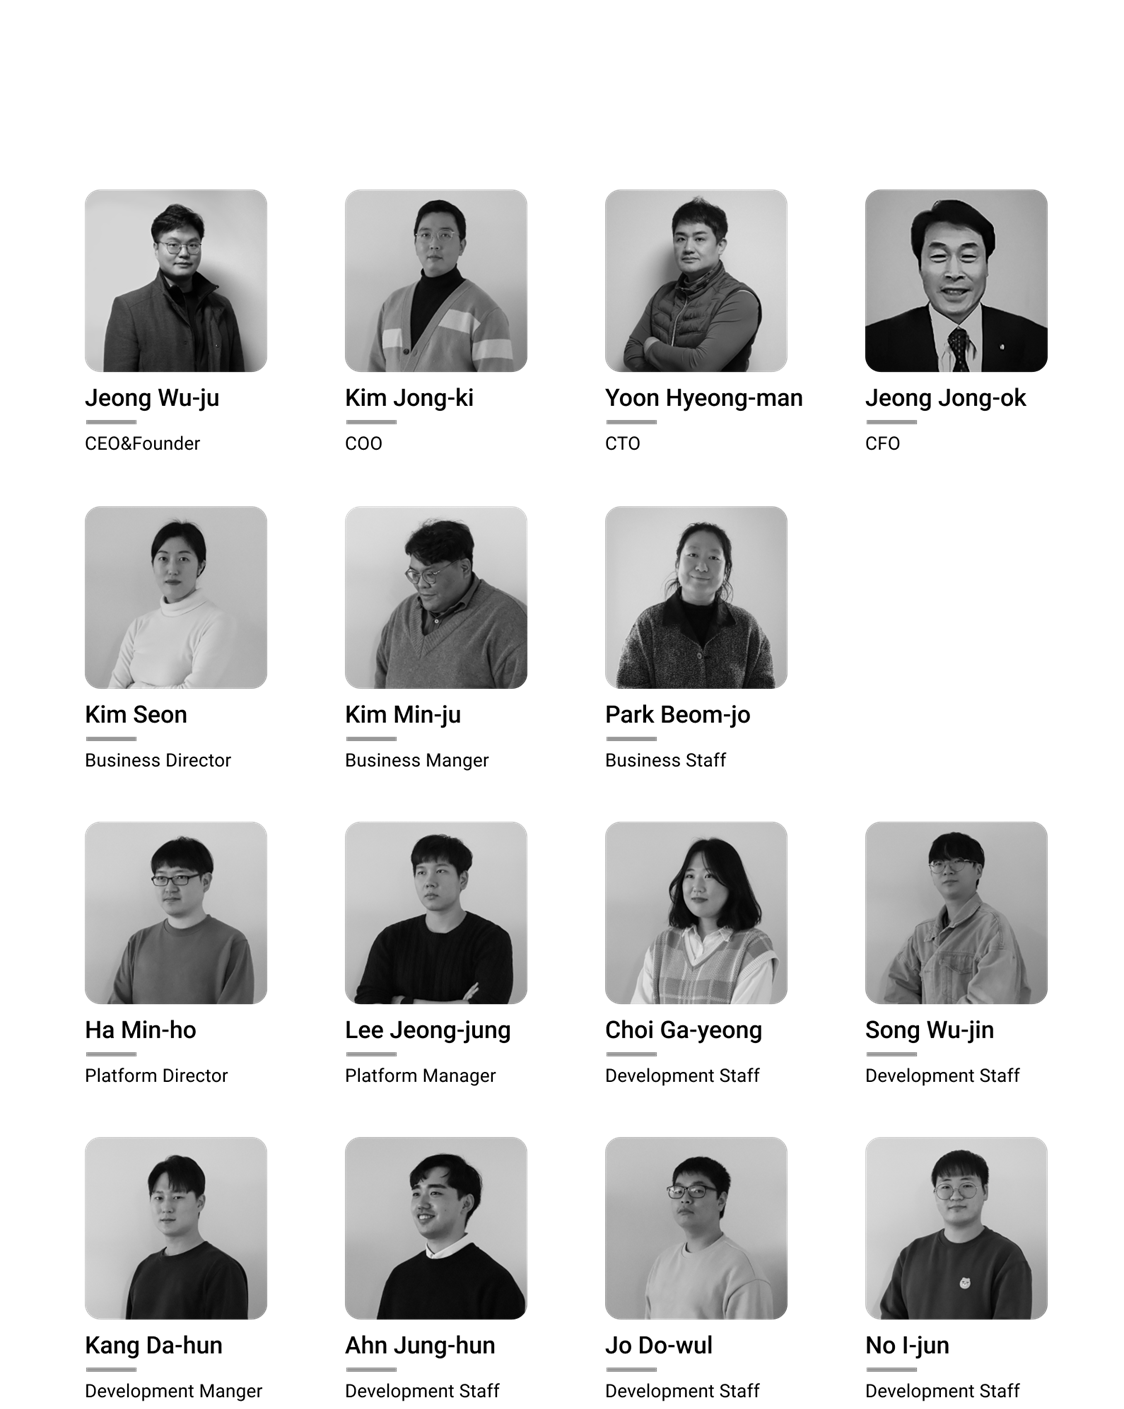 Jeong Wu-ju
CEO&Founder
Kim Jong-ki
COO
Yoon Hyeong-man
CTO
Jeong Jong-ok
CFO
Kim Seon
Business Director
Kim Min-ju
Business Manger
Park Beom-jo
Business Staff
Ha Min-ho
Platform Director
Lee Jeong-jung
Platform Manager
Choi Ga-yeong
Development Staff
Song Wu-jin
Development Staff
Kang Da-hun
Development Manger
Ahn Jung-hun
Development Staff
Jo Do-wul
Development Staff
No I-jun
Development Staff